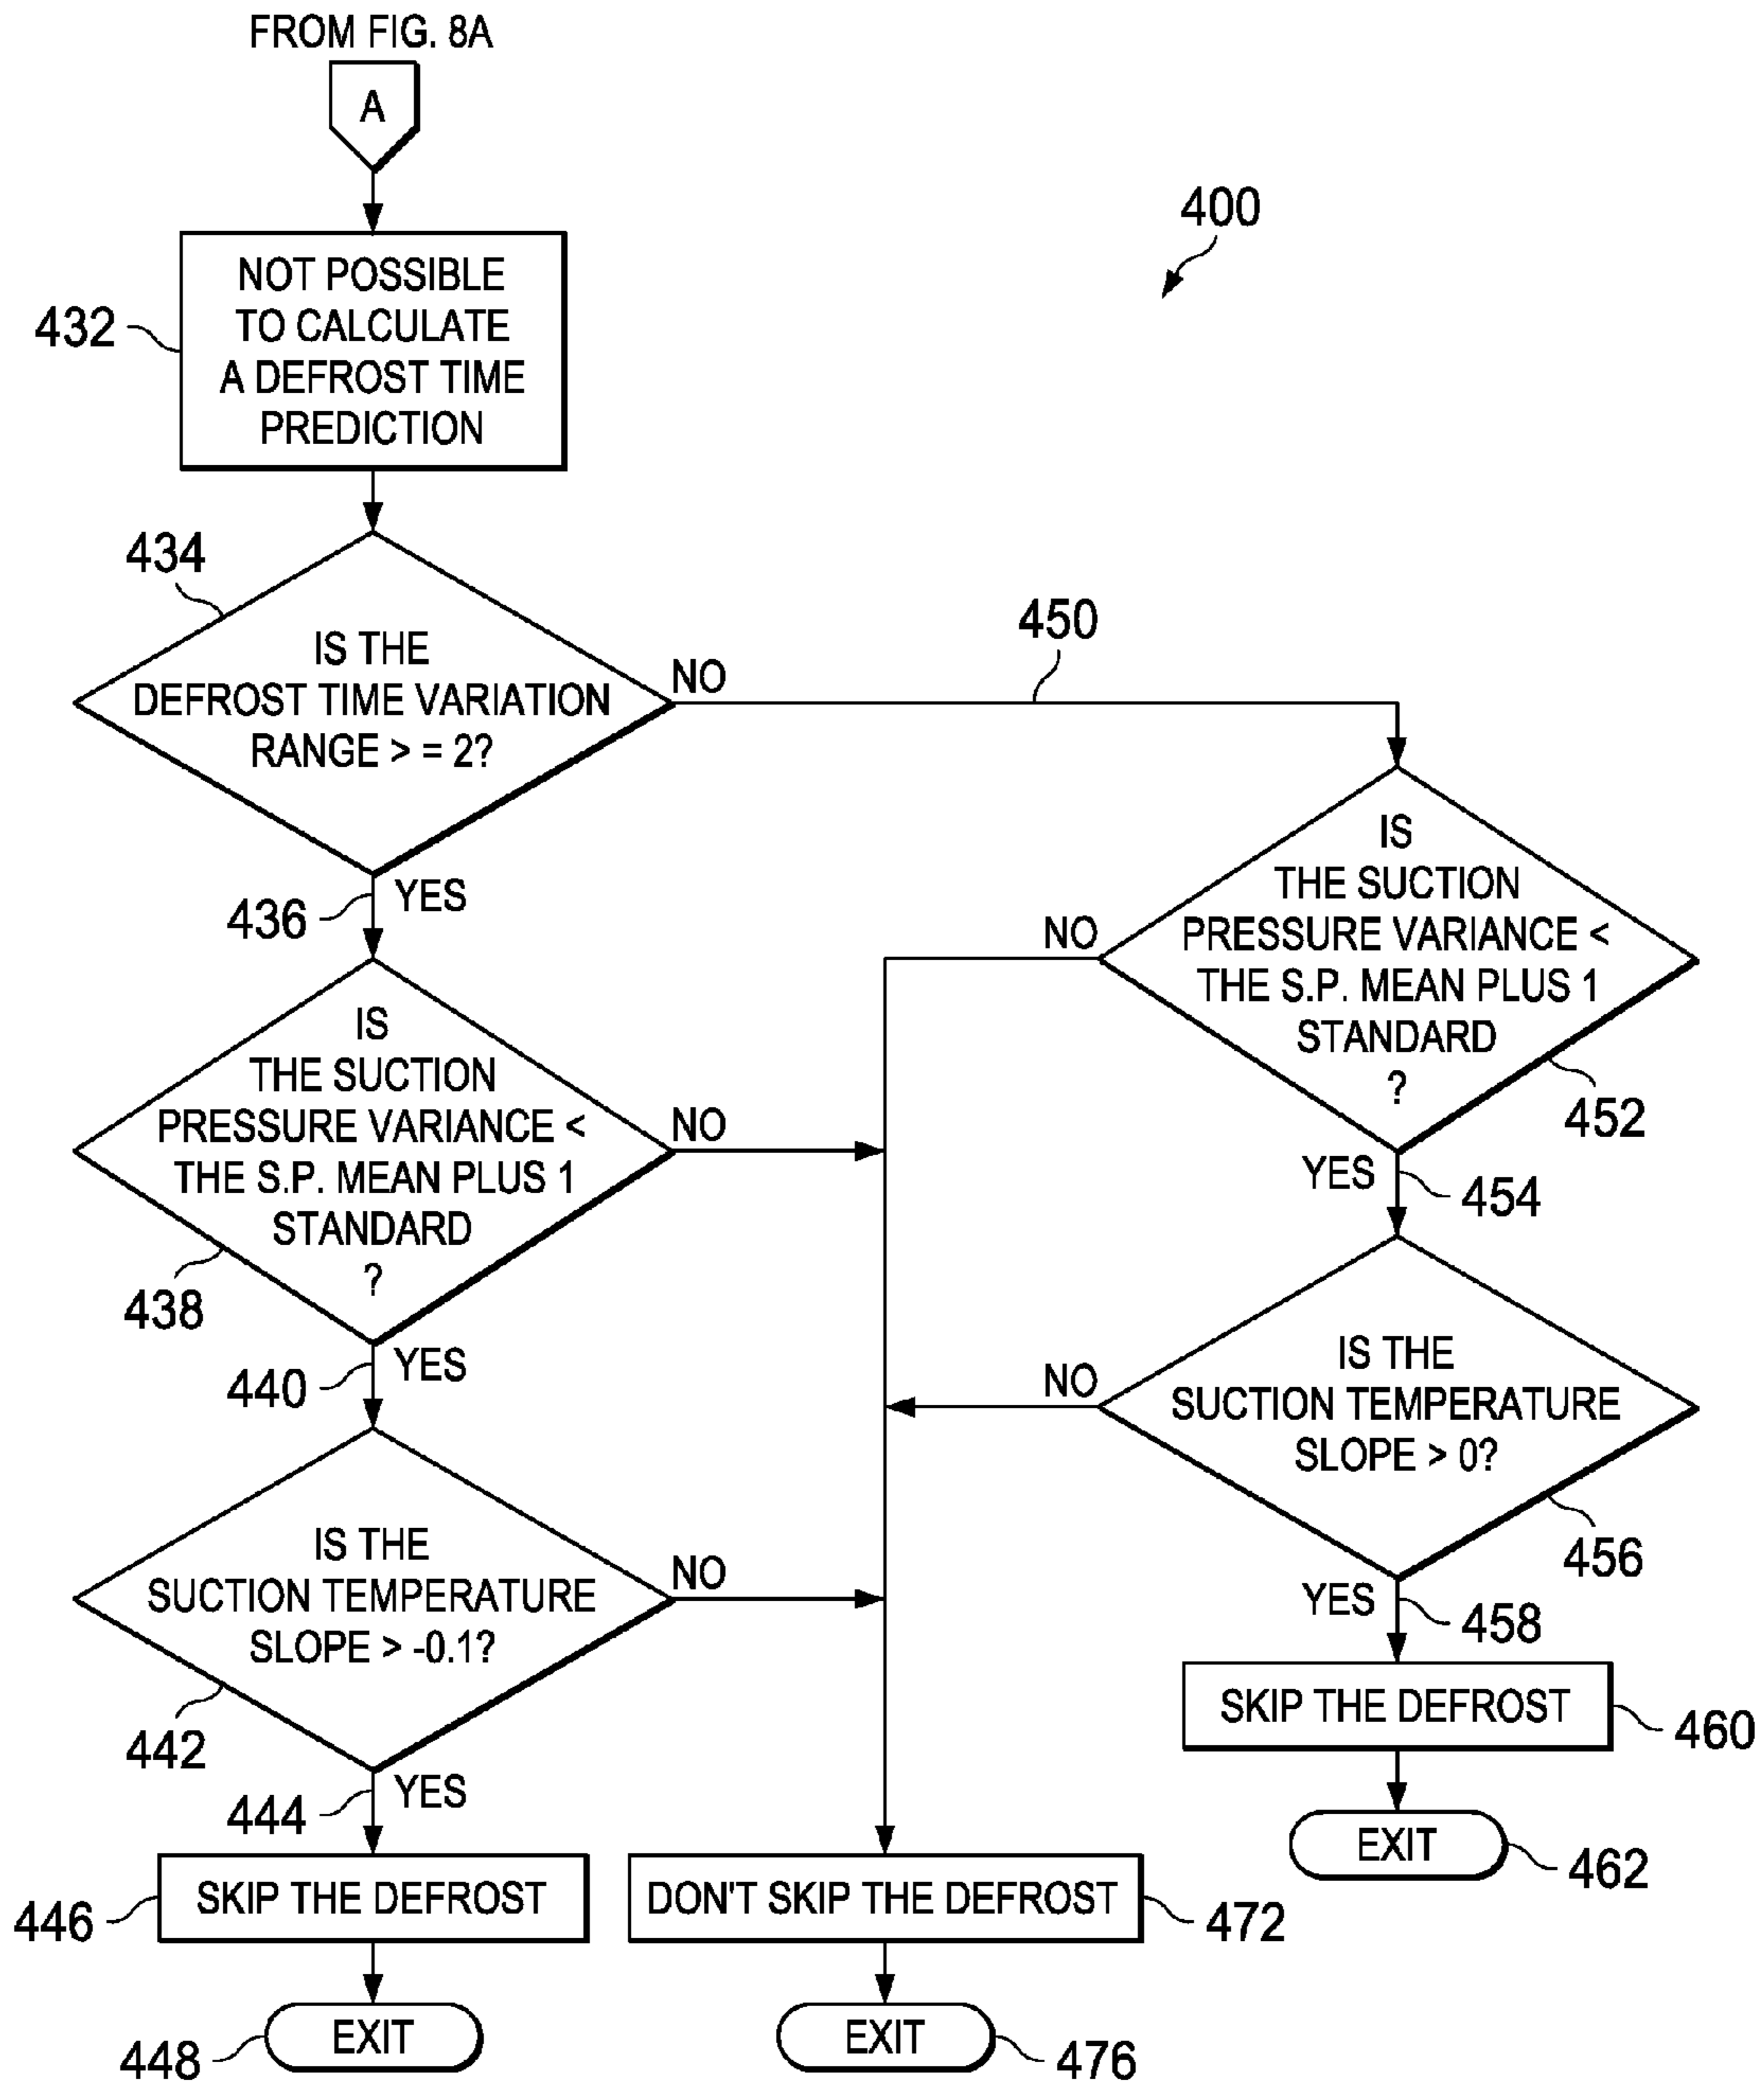 FROM FIG. 8A
A
400
NOT POSSIBLE
TO CALCULATE
A DEFROST TIME
PREDICTION
432
434
IS THE
DEFROST TIME VARIATION
RANGE > = 2?
NO
450
YES
436
IS
THE SUCTION
PRESSURE VARIANCE <
THE S.P. MEAN PLUS 1
STANDARD
?
NO
452
YES
454
IS
THE SUCTION
PRESSURE VARIANCE <
THE S.P. MEAN PLUS 1
STANDARD
?
NO
438
YES
440
IS THE
SUCTION TEMPERATURE
SLOPE > 0?
NO
456
YES
458
IS THE
SUCTION TEMPERATURE
SLOPE > -0.1?
NO
442
YES
444
SKIP THE DEFROST
460
EXIT
462
SKIP THE DEFROST
446
DON'T SKIP THE DEFROST
472
EXIT
448
EXIT
476